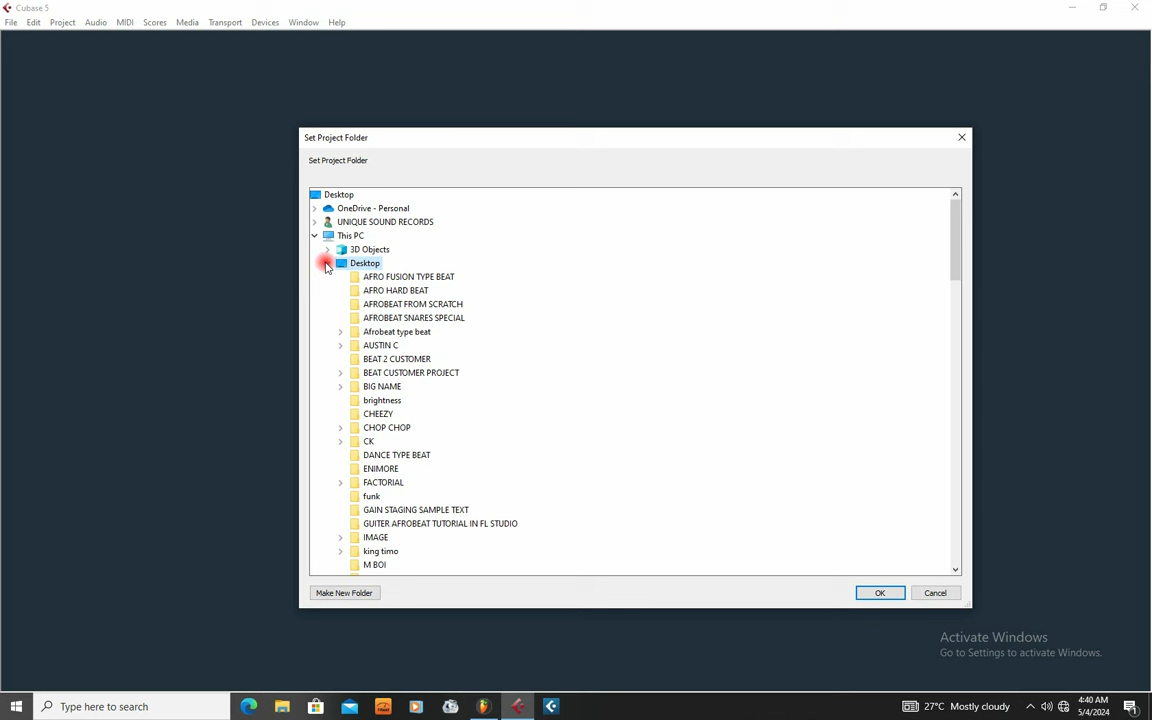 Cubase 5
File Edit Project Audio MIDI Scores Media Transport Devices Window Help
Set Project Folder
Set Project Folder
Desktop
OneDrive - Personal
UNIQUE SOUND RECORDS
This PC
3D Objects
Desktop
AFRO FUSION TYPE BEAT
AFRO HARD BEAT
AFROBEAT FROM SCRATCH
AFROBEAT SNARES SPECIAL
Afrobeat type beat
AUSTIN C
BEAT 2 CUSTOMER
BEAT CUSTOMER PROJECT
BIG NAME
brightness
CHEEZY
CHOP CHOP
CK
DANCE TYPE BEAT
ENIMORE
FACTORIAL
funk
GAIN STAGING SAMPLE TEXT
GUITER AFROBEAT TUTORIAL IN FL STUDIO
IMAGE
king timo
M BOI
Make New Folder OK Cancel
Activate Windows
Go to Settings to activate Windows.
Type here to search 27°C Mostly cloudy 4:40 AM
5/4/2024